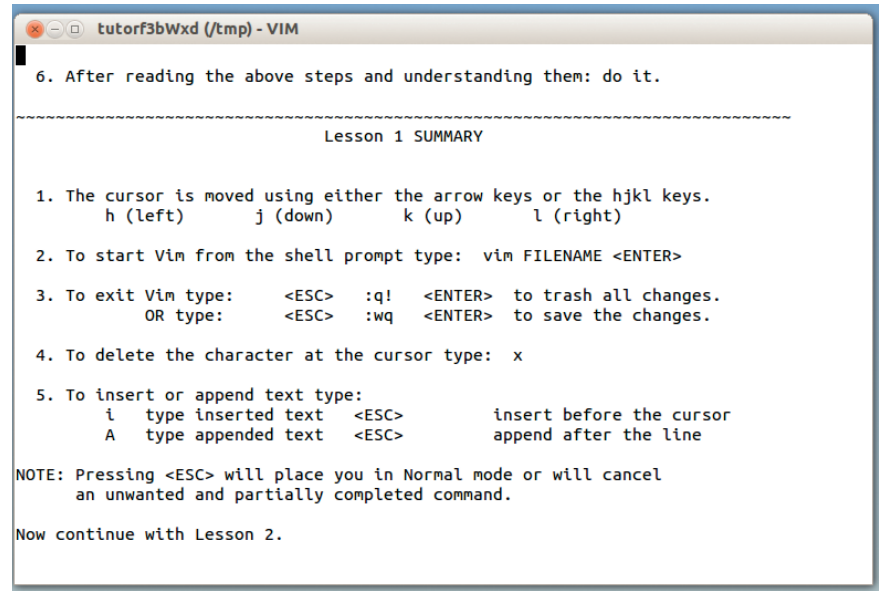 tutorf3bWxd (/tmp) - VIM
6. After reading the above steps and understanding them: do it.
~~~~~~~~~~~~~~~~~~~~~~~~~~~~~~~~~~~~~~~~~~~~~~~~~~~~~~~~~~~~~~~~~~~~~~~~~~~~~~
Lesson 1 SUMMARY
1. The cursor is moved using either the arrow keys or the hjkl keys.
h (left)       j (down)       k (up)       l (right)
2. To start Vim from the shell prompt type:  vim FILENAME <ENTER>
3. To exit Vim type:     <ESC>   :q!   <ENTER>  to trash all changes.
OR type:      <ESC>   :wq   <ENTER>  to save the changes.
4. To delete the character at the cursor type:  x
5. To insert or append text type:
i   type inserted text   <ESC>         insert before the cursor
A   type appended text   <ESC>         append after the line
NOTE: Pressing <ESC> will place you in Normal mode or will cancel
an unwanted and partially completed command.
Now continue with Lesson 2.